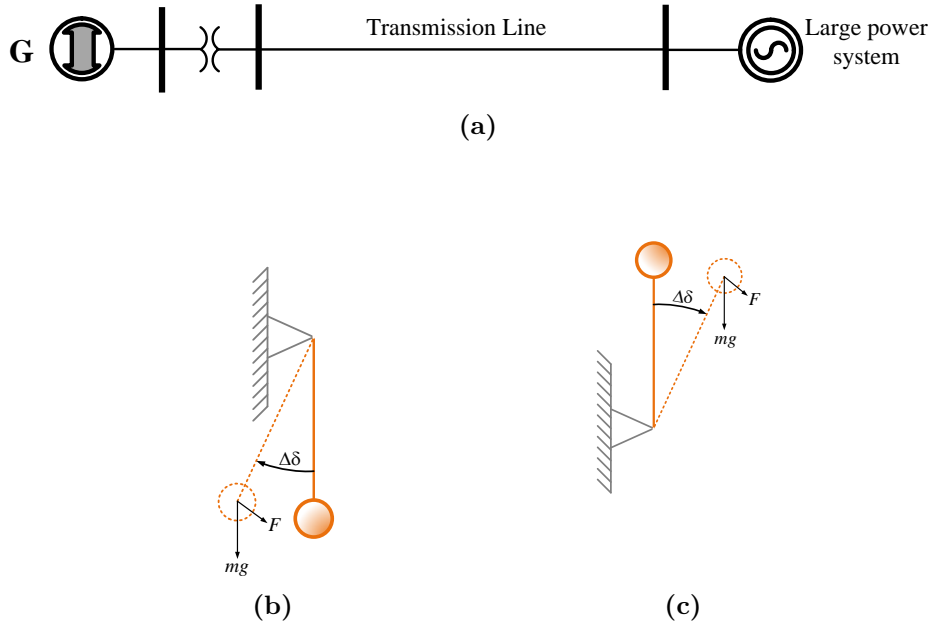 G
Transmission Line
Large power
system
(a)
Δδ
F
mg
(b)
Δδ
F
mg
(c)